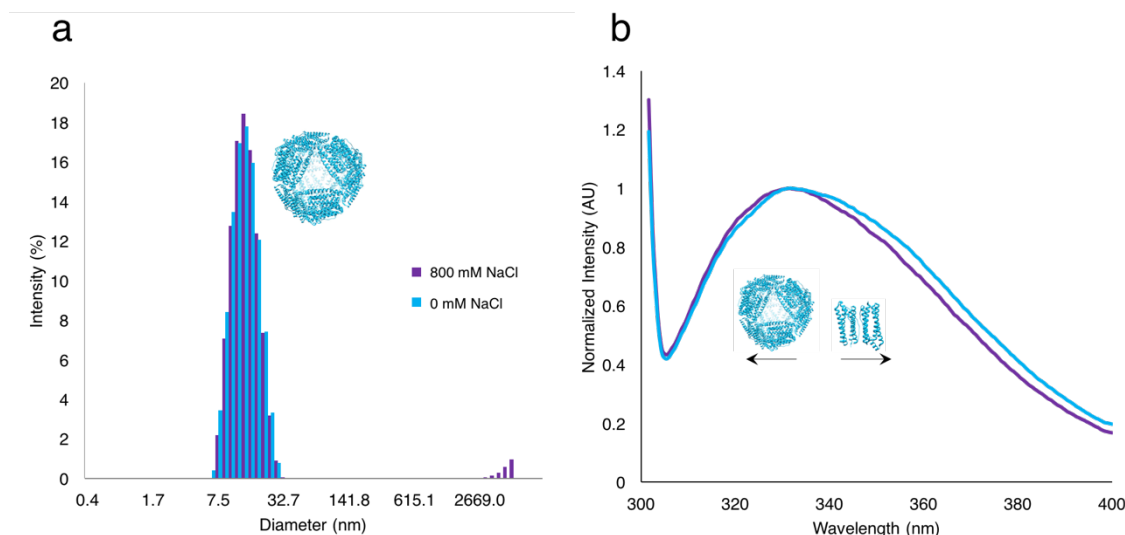 a
20
18
16
14
12
10
8
6
4
2
0
Intensity (%)
0.4 1.7 7.5 32.7 141.8 615.1 2669.0
Diameter (nm)
800 mM NaCl
0 mM NaCl
b
1.4
1.2
1
0.8
0.6
0.4
0.2
0
Normalized Intensity (AU)
300 320 340 360 380 400
Wavelength (nm)